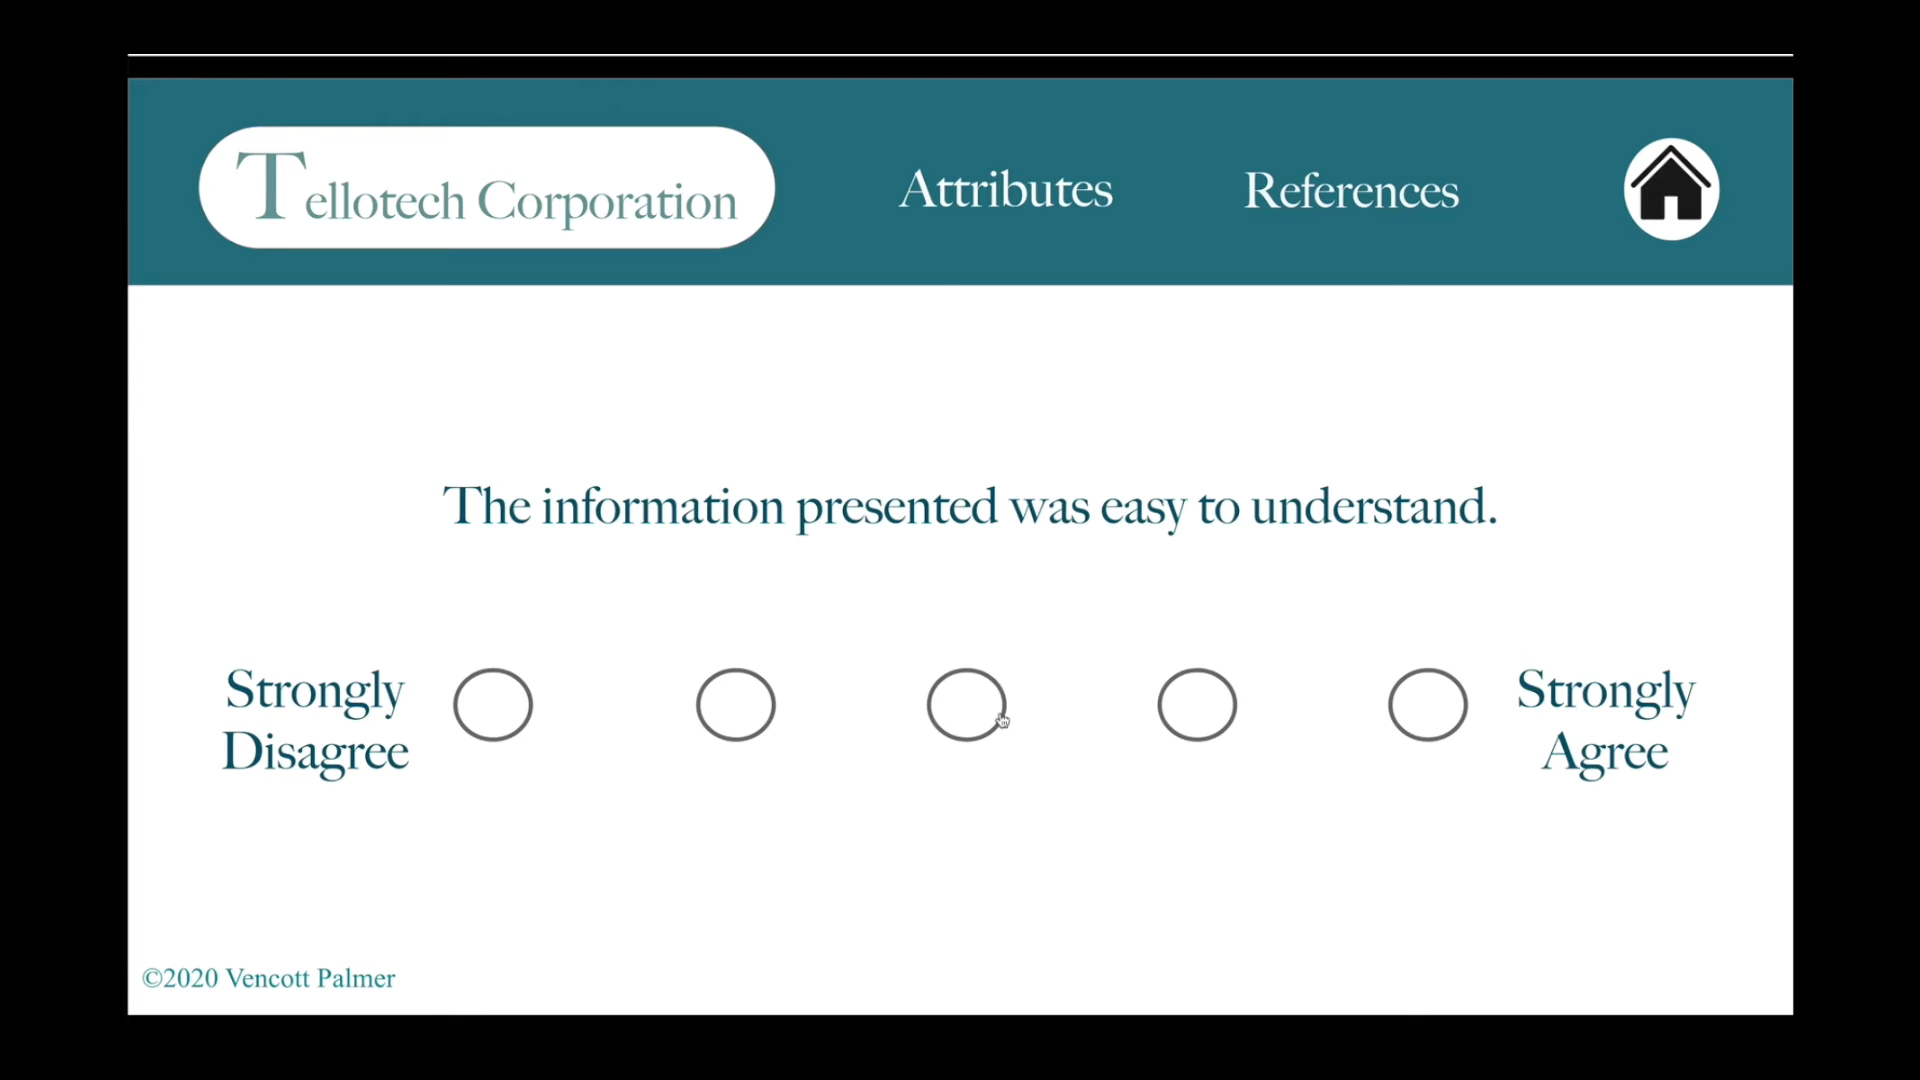 Tellotech Corporation
Attributes
References
The information presented was easy to understand.
Strongly
Disagree
Strongly
Agree
©2020 Vencott Palmer